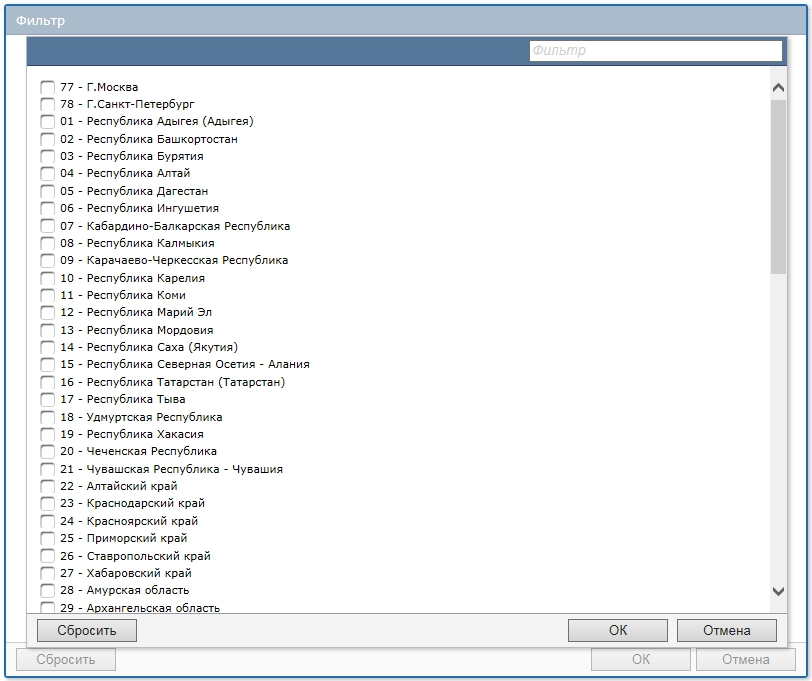 Фильтр
Фильтр
77 - Г.Москва
78 - Г.Санкт-Петербург
01 - Республика Адыгея (Адыгея)
02 - Республика Башкортостан
03 - Республика Бурятия
04 - Республика Алтай
05 - Республика Дагестан
06 - Республика Ингушетия
07 - Кабардино-Балкарская Республика
08 - Республика Калмыкия
09 - Карачаево-Черкесская Республика
10 - Республика Карелия
11 - Республика Коми
12 - Республика Марий Эл
13 - Республика Мордовия
14 - Республика Саха (Якутия)
15 - Республика Северная Осетия - Алания
16 - Республика Татарстан (Татарстан)
17 - Республика Тыва
18 - Удмуртская Республика
19 - Республика Хакасия
20 - Чеченская Республика
21 - Чувашская Республика - Чувашия
22 - Алтайский край
23 - Краснодарский край
24 - Красноярский край
25 - Приморский край
26 - Ставропольский край
27 - Хабаровский край
28 - Амурская область
29 - Архангельская область
Сбросить ОК Отмена
Сбросить ОК Отмена